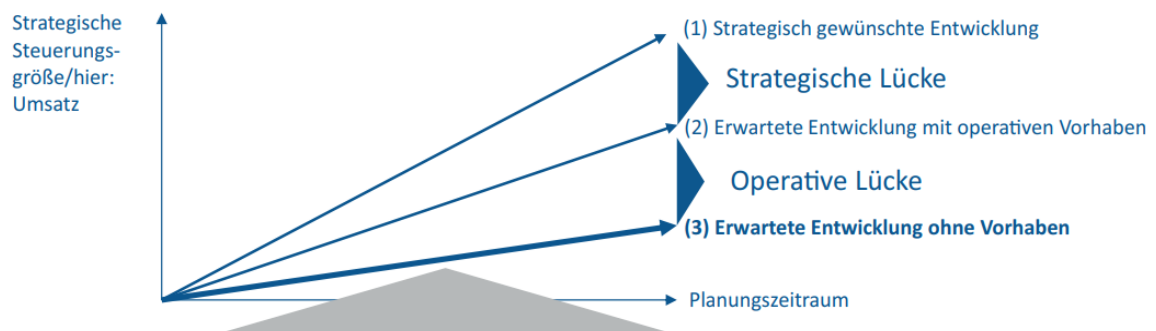 Strategische
Steuerungs-
größe/hier:
Umsatz
(1) Strategisch gewünschte Entwicklung
Strategische Lücke
(2) Erwartete Entwicklung mit operativen Vorhaben
Operative Lücke
(3) Erwartete Entwicklung ohne Vorhaben
Planungszeitraum